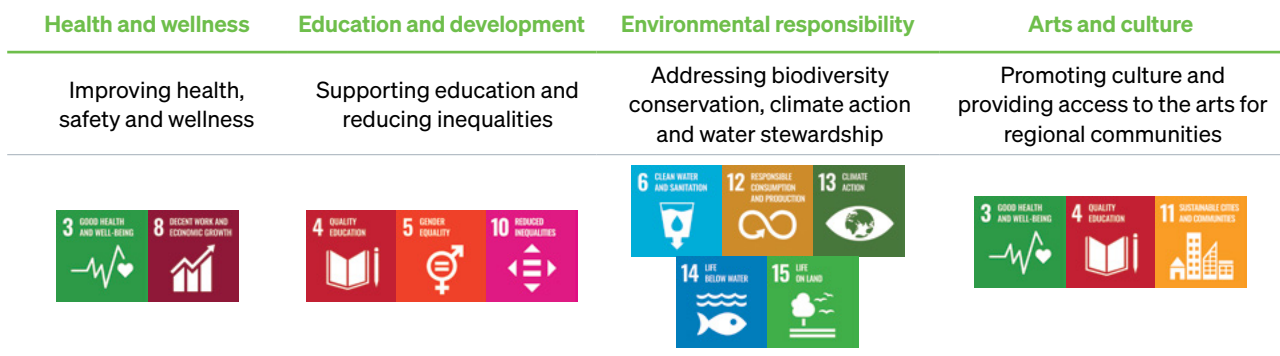 Health and wellness
Education and development
Environmental responsibility
Arts and culture
Improving health,
safety and wellness
Supporting education and
reducing inequalities
Addressing biodiversity
conservation, climate action
and water stewardship
Promoting culture and
providing access to the arts for
regional communities
3 GOOD HEALTH
AND WELL-BEING
8 DECENT WORK AND
ECONOMIC GROWTH
4 QUALITY
EDUCATION
5 GENDER
EQUALITY
10 REDUCED
INEQUALITIES
6 CLEAN WATER
AND SANITATION
12 RESPONSIBLE
CONSUMPTION
AND PRODUCTION
13 CLIMATE
ACTION
14 LIFE
BELOW WATER
15 LIFE
ON LAND
3 GOOD HEALTH
AND WELL-BEING
4 QUALITY
EDUCATION
11 SUSTAINABLE CITIES
AND COMMUNITIES